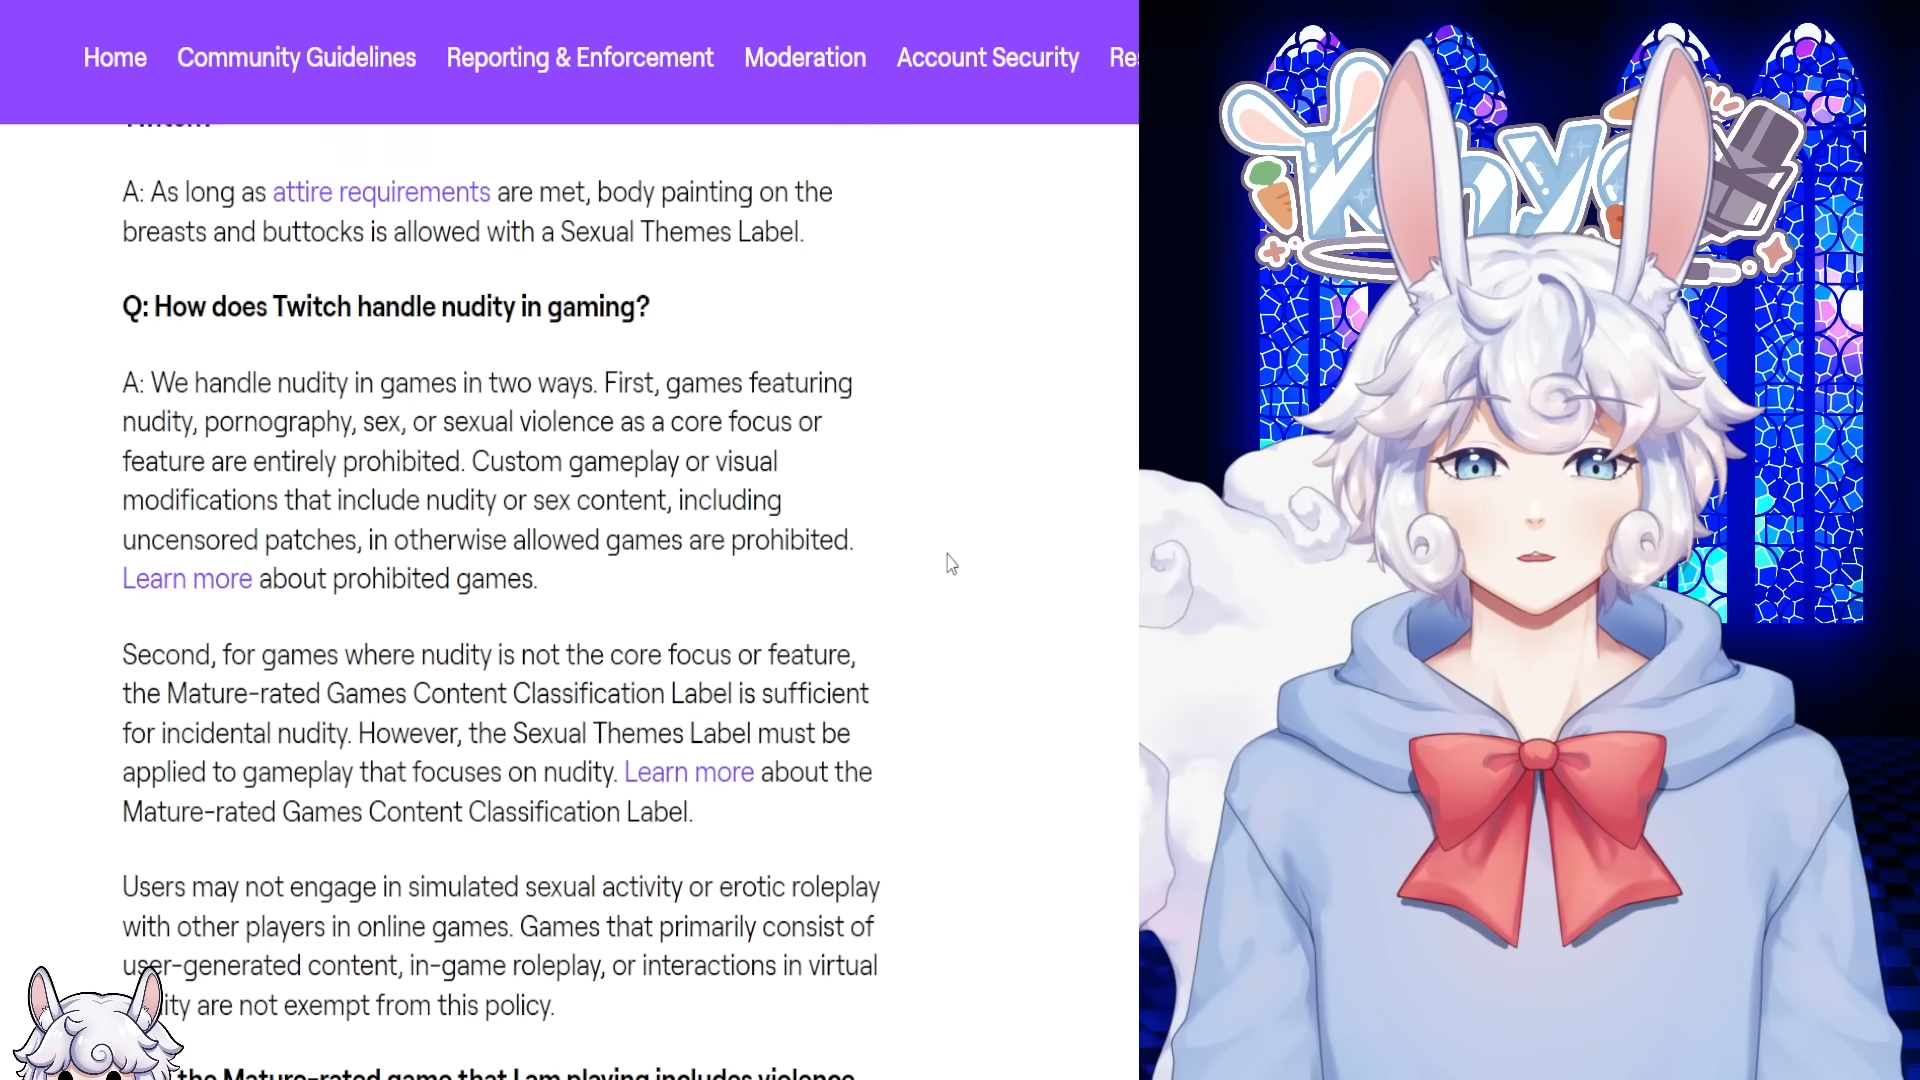 Home Community Guidelines Reporting & Enforcement Moderation Account Security
A: As long as attire requirements are met, body painting on the
breasts and buttocks is allowed with a Sexual Themes Label.
Q: How does Twitch handle nudity in gaming?
A: We handle nudity in games in two ways. First, games featuring
nudity, pornography, sex, or sexual violence as a core focus or
feature are entirely prohibited. Custom gameplay or visual
modifications that include nudity or sex content, including
uncensored patches, in otherwise allowed games are prohibited.
Learn more about prohibited games.
Second, for games where nudity is not the core focus or feature,
the Mature-rated Games Content Classification Label is sufficient
for incidental nudity. However, the Sexual Themes Label must be
applied to gameplay that focuses on nudity. Learn more about the
Mature-rated Games Content Classification Label.
Users may not engage in simulated sexual activity or erotic roleplay
with other players in online games. Games that primarily consist of
user-generated content, in-game roleplay, or interactions in virtual
are not exempt from this policy.
the Mature-rated game that I am playing includes violence